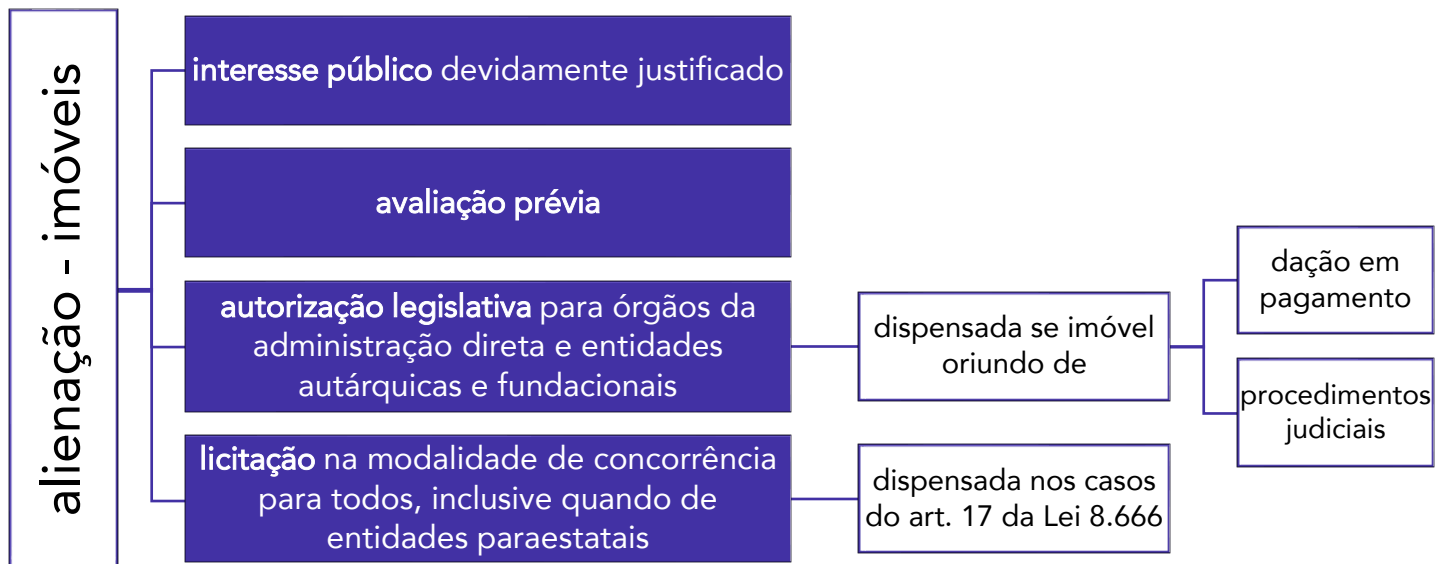 alienação - imóveis
interesse público devidamente justificado
avaliação prévia
autorização legislativa para órgãos da
administração direta e entidades
autárquicas e fundacionais
dispensada se imóvel
oriundo de
dação em
pagamento
procedimentos
judiciais
licitação na modalidade de concorrência
para todos, inclusive quando de
entidades paraestatais
dispensada nos casos
do art. 17 da Lei 8.666